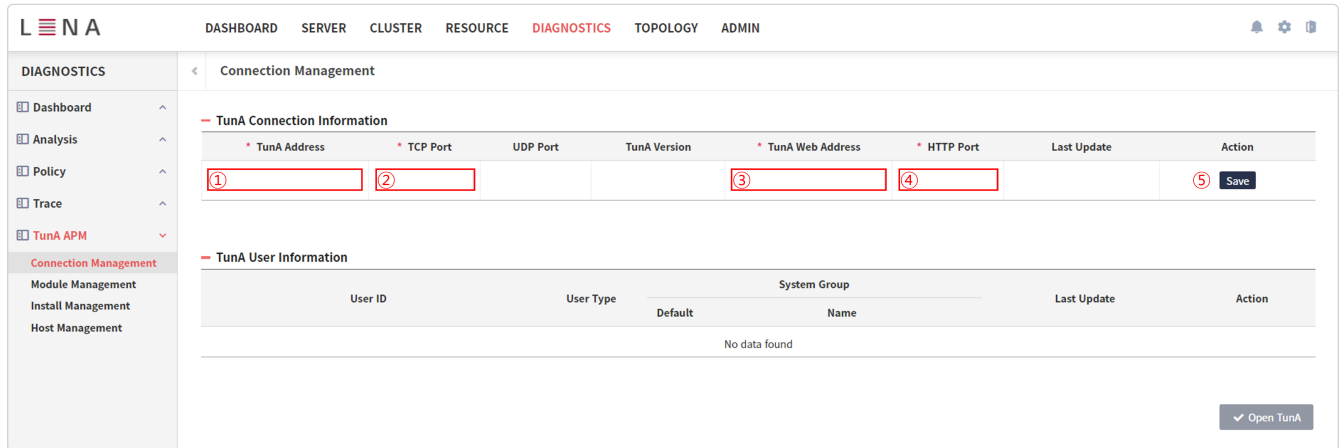 LENA
DASHBOARD SERVER CLUSTER RESOURCE DIAGNOSTICS TOPOLOGY ADMIN
DIAGNOSTICS
Connection Management
Dashboard
Analysis
Policy
Trace
TunA APM
Connection Management
Module Management
Install Management
Host Management
TunA Connection Information
* TunA Address * TCP Port UDP Port TunA Version * TunA Web Address * HTTP Port Last Update Action
① ② ③ ④ ⑤ Save
TunA User Information
User ID User Type System Group Last Update Action
Default Name
No data found
Open TunA